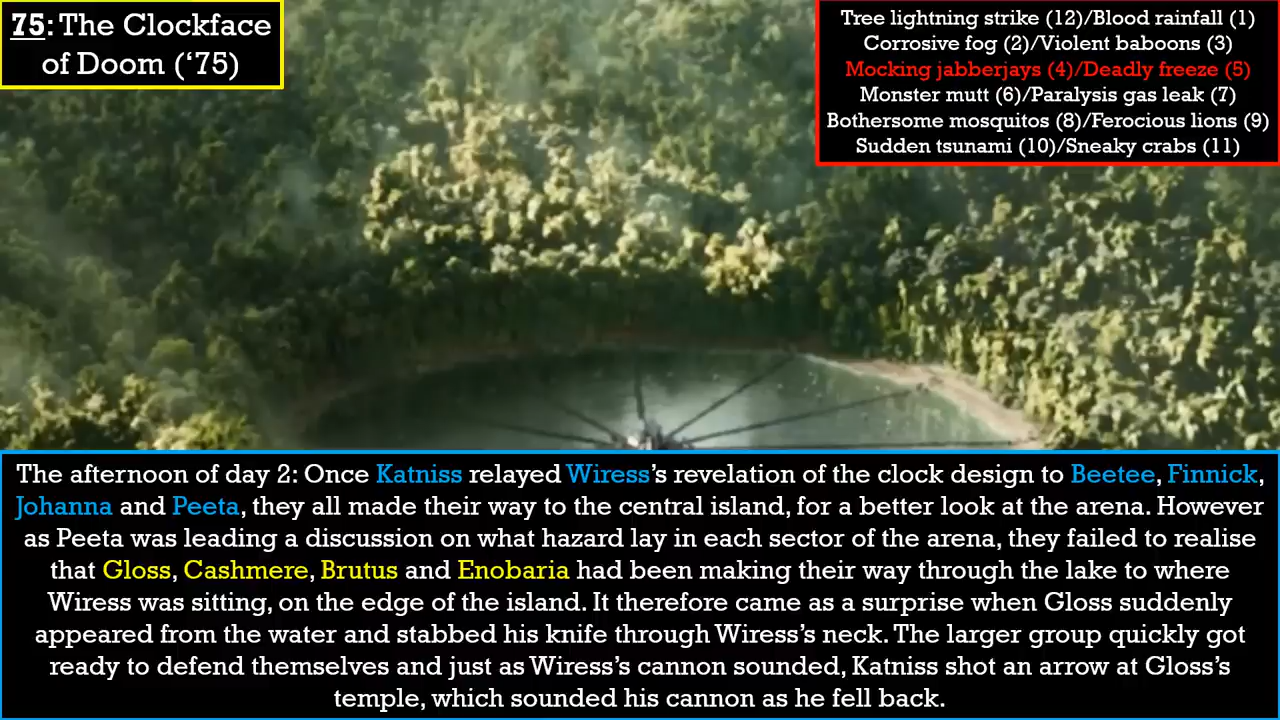 75: The Clockface
of Doom (‘75)
Tree lightning strike (12)/Blood rainfall (1)
Corrosive fog (2)/Violent baboons (3)
Mocking jabberjays (4)/Deadly freeze (5)
Monster mutt (6)/Paralysis gas leak (7)
Bothersome mosquitos (8)/Ferocious lions (9)
Sudden tsunami (10)/Sneaky crabs (11)
The afternoon of day 2: Once Katniss relayed Wiress’s revelation of the clock design to Beetee, Finnick,
Johanna and Peeta, they all made their way to the central island, for a better look at the arena. However
as Peeta was leading a discussion on what hazard lay in each sector of the arena, they failed to realise
that Gloss, Cashmere, Brutus and Enobaria had been making their way through the lake to where
Wiress was sitting, on the edge of the island. It therefore came as a surprise when Gloss suddenly
appeared from the water and stabbed his knife through Wiress’s neck. The larger group quickly got
ready to defend themselves and just as Wiress’s cannon sounded, Katniss shot an arrow at Gloss’s
temple, which sounded his cannon as he fell back.